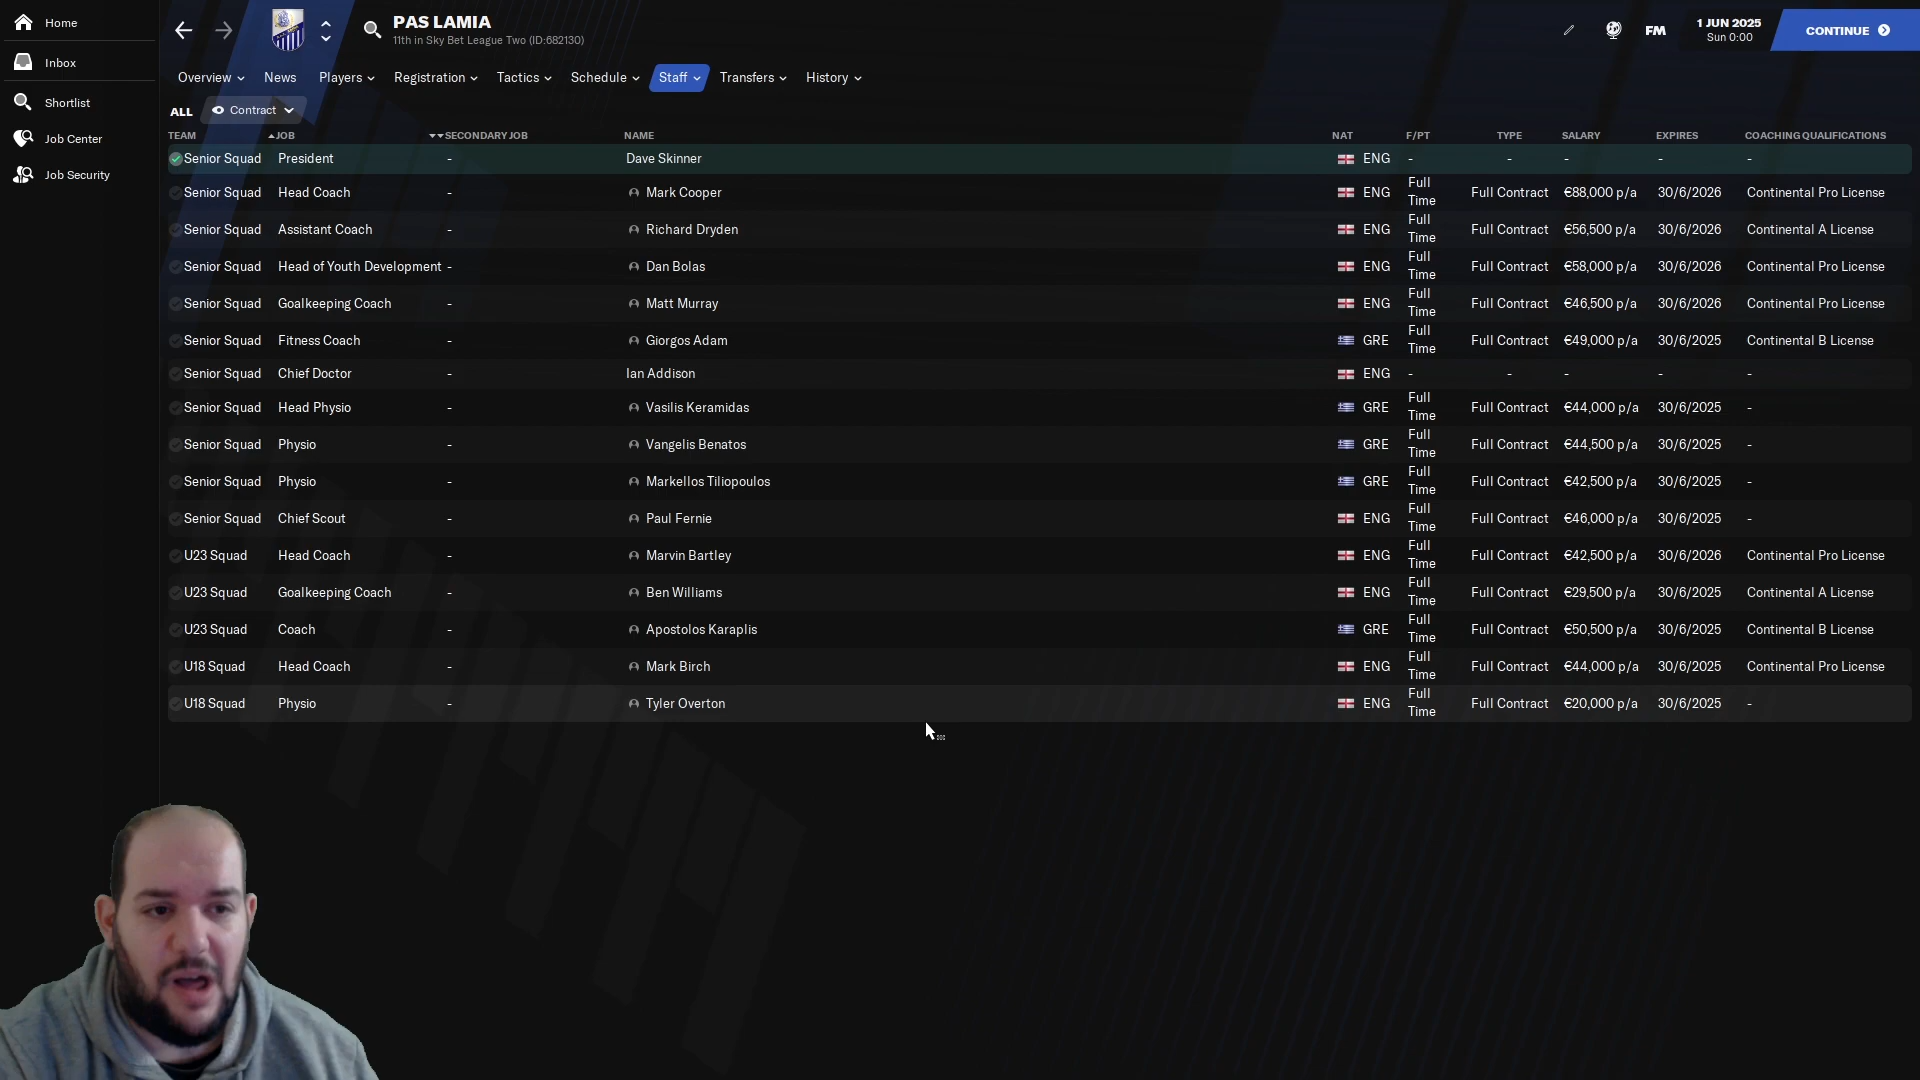 Home
Inbox
Shortlist
Job Center
Job Security
PAS LAMIA
11th in Sky Bet League Two (ID:682130)
FM
1 JUN 2025
Sun 0:00
CONTINUE
Overview News Players Registration Tactics Schedule Staff Transfers History
ALL Contract
TEAM JOB SECONDARY JOB NAME NAT F/PT TYPE SALARY EXPIRES COACHING QUALIFICATIONS
Senior Squad President - Dave Skinner ENG - - - - -
Senior Squad Head Coach - Mark Cooper ENG Full Time Full Contract €88,000 p/a 30/6/2026 Continental Pro License
Senior Squad Assistant Coach - Richard Dryden ENG Full Time Full Contract €56,500 p/a 30/6/2026 Continental A License
Senior Squad Head of Youth Development - Dan Bolas ENG Full Time Full Contract €58,000 p/a 30/6/2026 Continental Pro License
Senior Squad Goalkeeping Coach - Matt Murray ENG Full Time Full Contract €46,500 p/a 30/6/2026 Continental Pro License
Senior Squad Fitness Coach - Giorgos Adam GRE Full Time Full Contract €49,000 p/a 30/6/2025 Continental B License
Senior Squad Chief Doctor - Ian Addison ENG - - - - -
Senior Squad Head Physio - Vasilis Keramidas GRE Full Time Full Contract €44,000 p/a 30/6/2025 -
Senior Squad Physio - Vangelis Benatos GRE Full Time Full Contract €44,500 p/a 30/6/2025 -
Senior Squad Physio - Markellos Tiliopoulos GRE Full Time Full Contract €42,500 p/a 30/6/2025 -
Senior Squad Chief Scout - Paul Fernie ENG Full Time Full Contract €46,000 p/a 30/6/2025 -
U23 Squad Head Coach - Marvin Bartley ENG Full Time Full Contract €42,500 p/a 30/6/2026 Continental Pro License
U23 Squad Goalkeeping Coach - Ben Williams ENG Full Time Full Contract €29,500 p/a 30/6/2025 Continental A License
U23 Squad Coach - Apostolos Karaplis GRE Full Time Full Contract €50,500 p/a 30/6/2025 Continental B License
U18 Squad Head Coach - Mark Birch ENG Full Time Full Contract €44,000 p/a 30/6/2025 Continental Pro License
U18 Squad Physio - Tyler Overton ENG Full Time Full Contract €20,000 p/a 30/6/2025 -